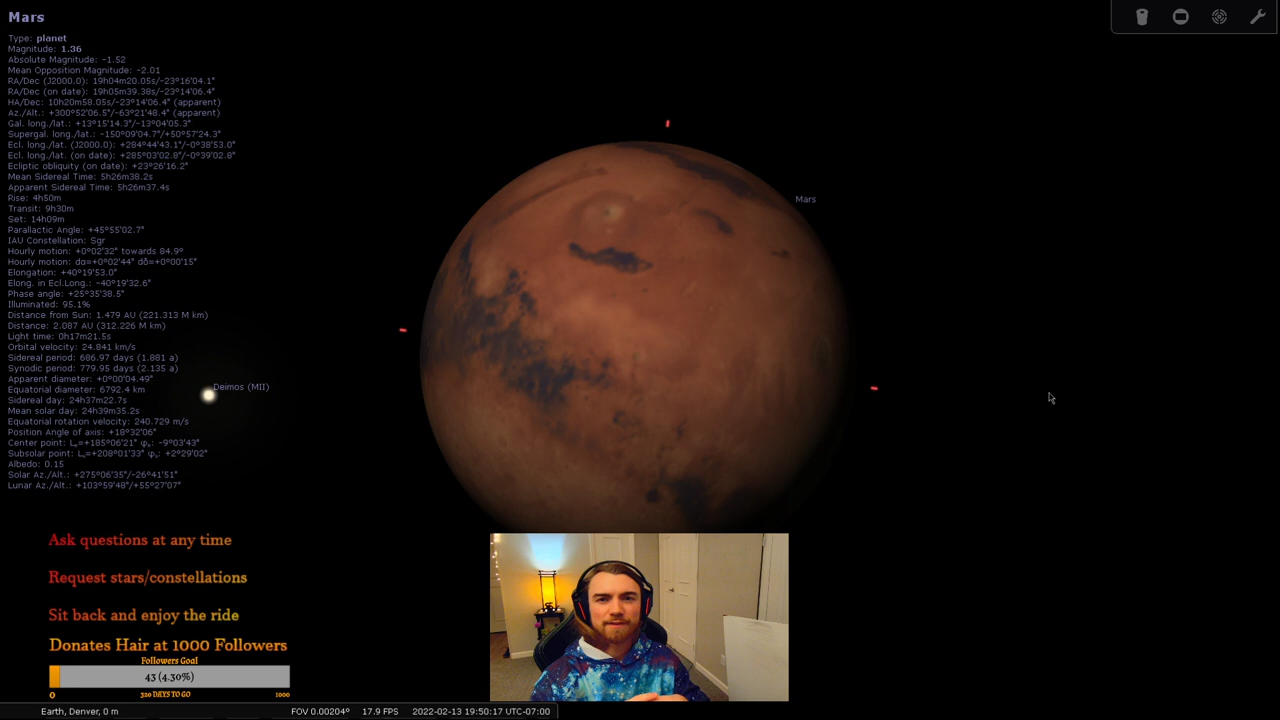 Mars
Type: planet
Magnitude: 1.36
Absolute Magnitude: -1.52
Mean Opposition Magnitude: -2.01
RA/Dec (J2000.0): 19h04m20.05s/-23°16'04.1"
RA/Dec (on date): 19h05m39.38s/-23°14'06.4"
HA/Dec: 10h20m58.05s/-23°14'06.4" (apparent)
Az./Alt.: +300°52'06.5"/-63°21'48.4" (apparent)
Gal. long./lat.: +13°15'14.3"/-13°04'05.3"
Supergal. long./lat.: -150°09'04.7"/+50°57'24.3"
Ecl. long./lat. (J2000.0): +284°44'43.1"/-0°38'53.0"
Ecl. long./lat. (on date): +285°03'02.8"/-0°39'02.8"
Ecliptic obliquity (on date): +23°26'16.2"
Mean Sidereal Time: 5h26m38.2s
Apparent Sidereal Time: 5h26m37.4s
Rise: 4h50m
Transit: 9h30m
Set: 14h09m
Parallactic Angle: +45°55'02.7"
IAU Constellation: Sgr
Hourly motion: +0°02'32" towards 84.9°
Hourly motion: dα=+0°02'44" dδ=+0°00'15"
Elongation: +40°19'53.0"
Elong. in Ecl.Long.: -40°19'32.6"
Phase angle: +25°35'38.5"
Illuminated: 95.1%
Distance from Sun: 1.479 AU (221.313 M km)
Distance: 2.087 AU (312.226 M km)
Light time: 0h17m21.5s
Orbital velocity: 24.841 km/s
Sidereal period: 686.97 days (1.881 a)
Synodic period: 779.95 days (2.135 a)
Apparent diameter: +0°00'04.49"
Equatorial diameter: 6792.4 km
Sidereal day: 24h37m22.7s
Mean solar day: 24h39m35.2s
Equatorial rotation velocity: 240.729 m/s
Position Angle of axis: +18°32'06"
Center point: L=+185°06'21" φ: -9°03'43"
Subsolar point: L=+208°01'33" φ: +2°29'02"
Albedo: 0.15
Solar Az./Alt.: +275°06'35"/-26°41'51"
Lunar Az./Alt.: +103°59'48"/+55°27'07"
Mars
Deimos (MII)
Ask questions at any time
Request stars/constellations
Sit back and enjoy the ride
Donates Hair at 1000 Followers
Followers Goal
43 (4.30%)
0 320 DAYS TO GO 1000
Earth, Denver, 0 m FOV 0.00204° 17.9 FPS 2022-02-13 19:50:17 UTC-07:00